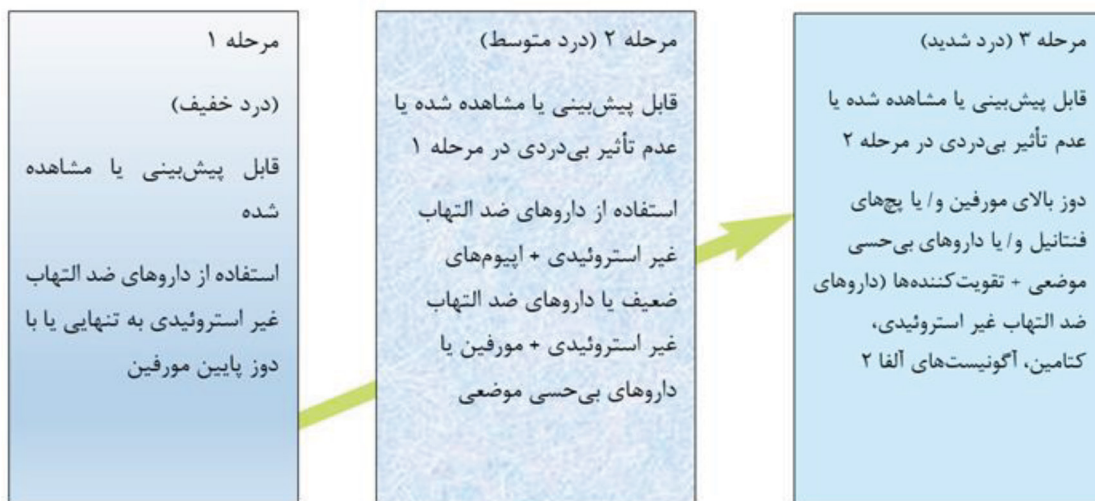 مرحله ۱
(درد خفیف)
قابل پیش‌بینی یا مشاهده
شده
استفاده از داروهای ضد التهاب
غیر استروئیدی به تنهایی یا با
دوز پایین مورفین
مرحله ۲ (درد متوسط)
قابل پیش‌بینی یا مشاهده شده یا
عدم تأثیر بی‌دردی در مرحله ۱
استفاده از داروهای ضد التهاب
غیر استروئیدی + اپیوم‌های
ضعیف یا داروهای ضد التهاب
غیر استروئیدی + مورفین یا
داروهای بی‌حسی موضعی
مرحله ۳ (درد شدید)
قابل پیش‌بینی یا مشاهده شده یا
عدم تأثیر بی‌دردی در مرحله ۲
دوز بالای مورفین و/ یا پچ‌های
فنتانیل و/ یا داروهای بی‌حسی
موضعی + تقویت‌کننده‌ها (داروهای
ضد التهاب غیر استروئیدی،
کتامین، آگونیست‌های آلفا ۲